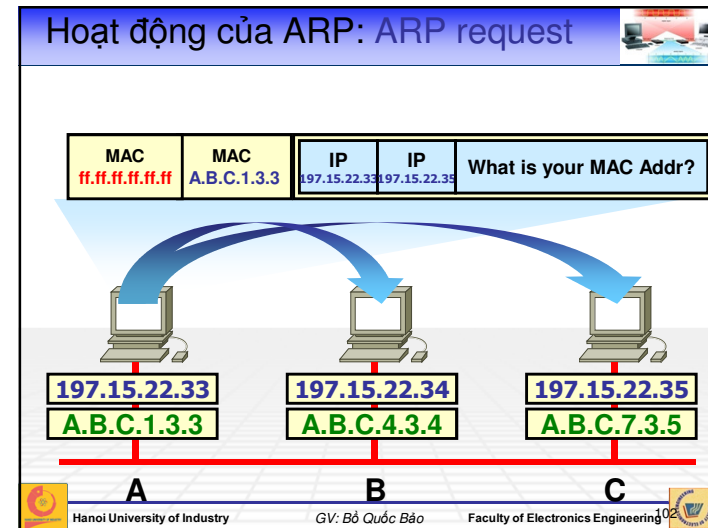 Hoạt động của ARP: ARP request
MAC MAC IP IP What is your MAC Addr?
ff.ff.ff.ff.ff.ff A.B.C.1.3.3 197.15.22.33 197.15.22.35
197.15.22.33 197.15.22.34 197.15.22.35
A.B.C.1.3.3 A.B.C.4.3.4 A.B.C.7.3.5
A B C
Hanoi University of Industry GV: Bồ Quốc Bảo Faculty of Electronics Engineering 102